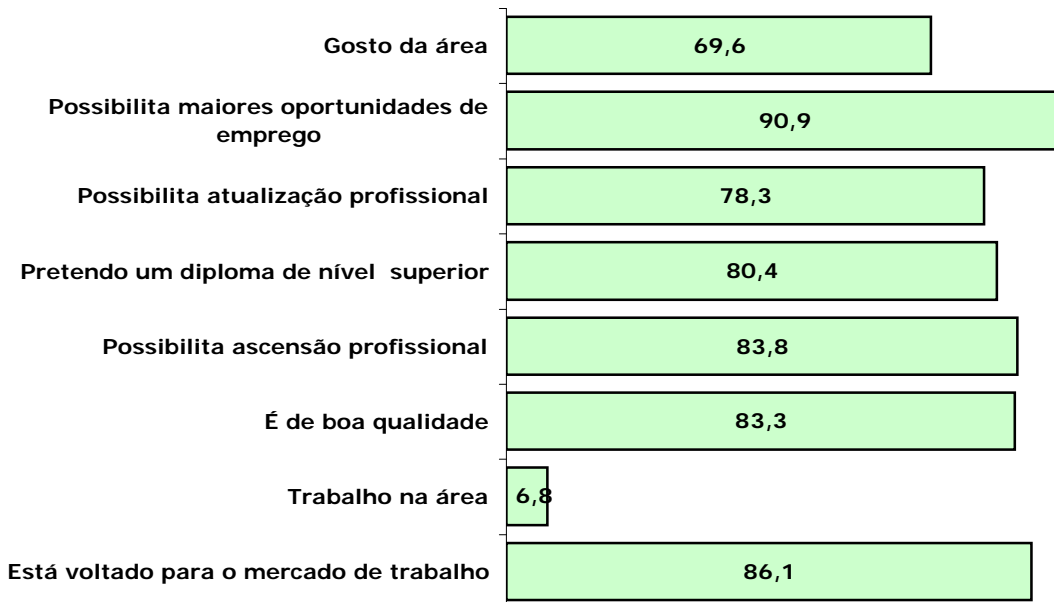 Gosto da área
69,6
Possibilita maiores oportunidades de
emprego
90,9
Possibilita atualização profissional
78,3
Pretendo um diploma de nível superior
80,4
Possibilita ascensão profissional
83,8
É de boa qualidade
83,3
Trabalho na área
6,8
Está voltado para o mercado de trabalho
86,1